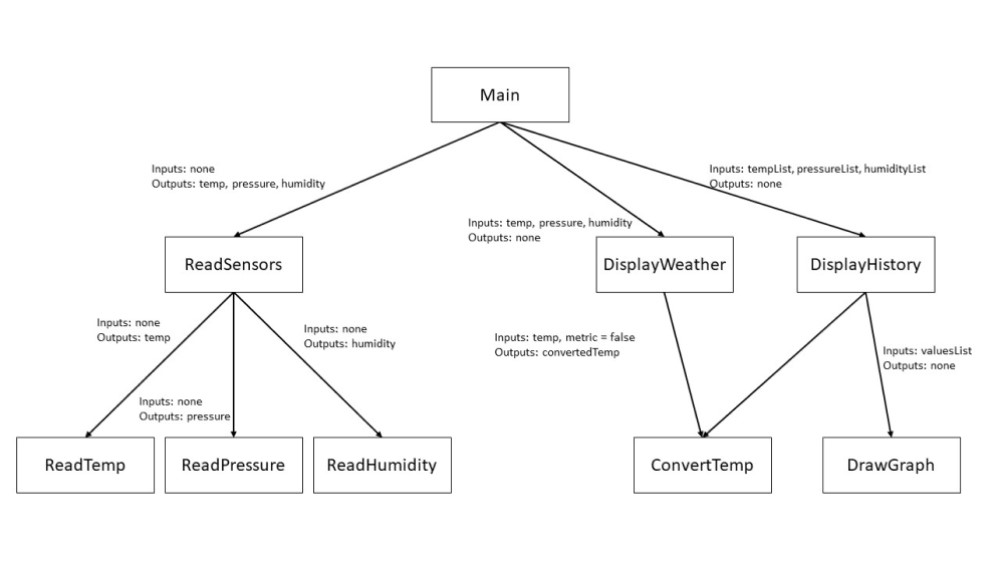 Main
Inputs: none
Outputs: temp, pressure, humidity
Inputs: tempList, pressureList, humidityList
Outputs: none
Inputs: temp, pressure, humidity
Outputs: none
ReadSensors
DisplayWeather
DisplayHistory
Inputs: none
Outputs: temp
Inputs: none
Outputs: humidity
Inputs: temp, metric = false
Outputs: convertedTemp
Inputs: valuesList
Outputs: none
Inputs: none
Outputs: pressure
ReadTemp
ReadPressure
ReadHumidity
ConvertTemp
DrawGraph